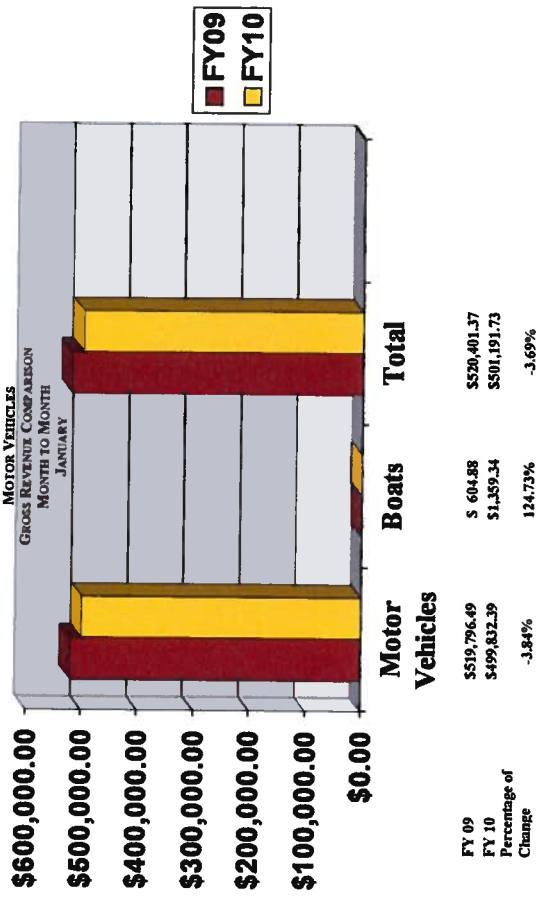 MOTOR VEHICLES
GROSS REVENUE COMPARISON
MONTH TO MONTH
JANUARY
$600,000.00
$500,000.00
$400,000.00
$300,000.00
$200,000.00
$100,000.00
$0.00
FY09
FY10
Motor Vehicles
Boats
Total
FY 09 $519,796.49 $ 604.88 $520,401.37
FY 10 $499,832.39 $1,359.34 $501,191.73
Percentage of
Change -3.84% 124.73% -3.69%